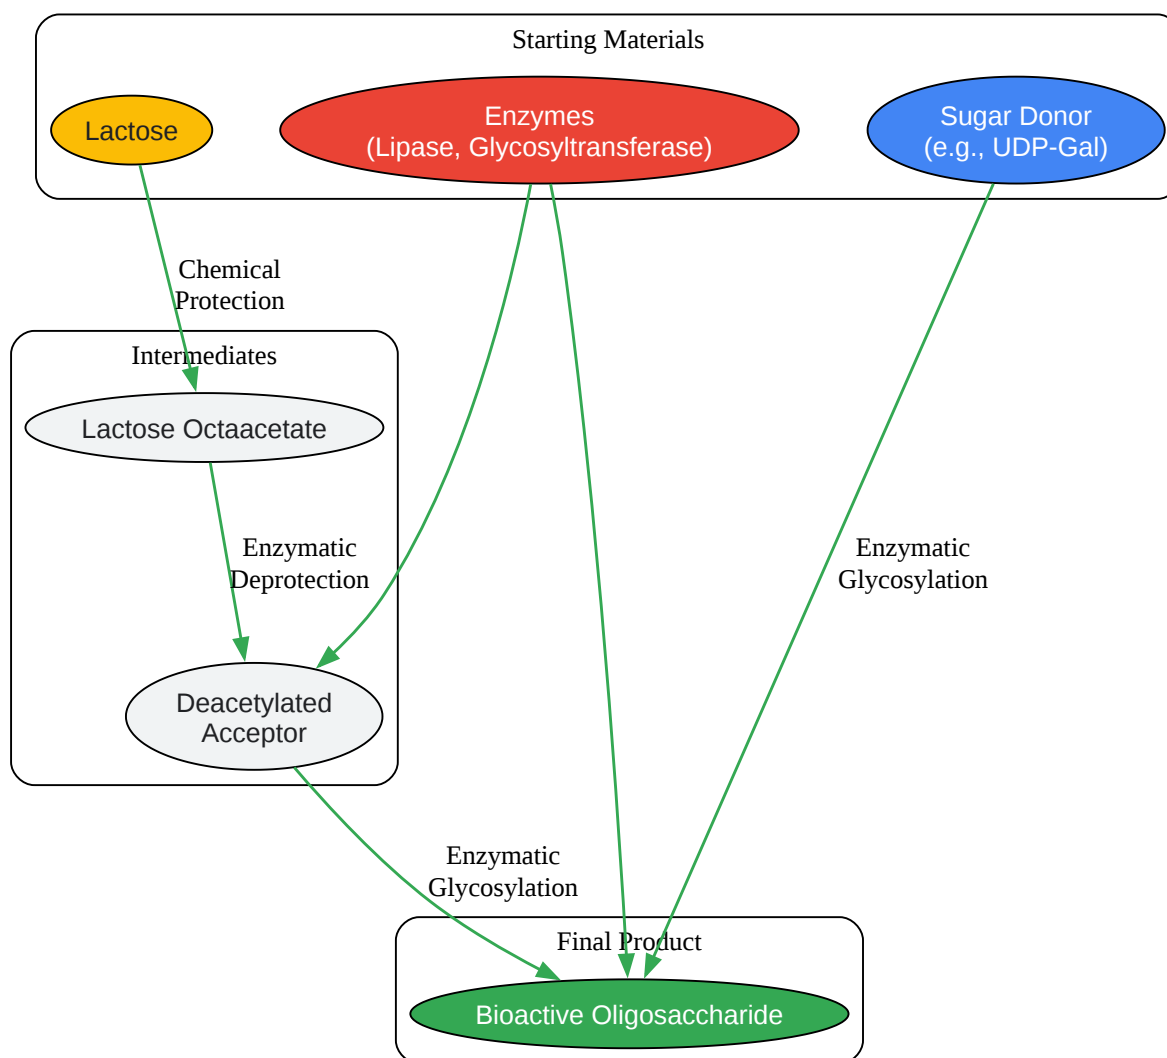 Starting Materials
Lactose
Enzymes
(Lipase, Glycosyltransferase)
Sugar Donor
(e.g., UDP-Gal)
Chemical
Protection
Intermediates
Lactose Octaacetate
Enzymatic
Deprotection
Enzymatic
Glycosylation
Deacetylated
Acceptor
Enzymatic
Glycosylation
Final Product
Bioactive Oligosaccharide